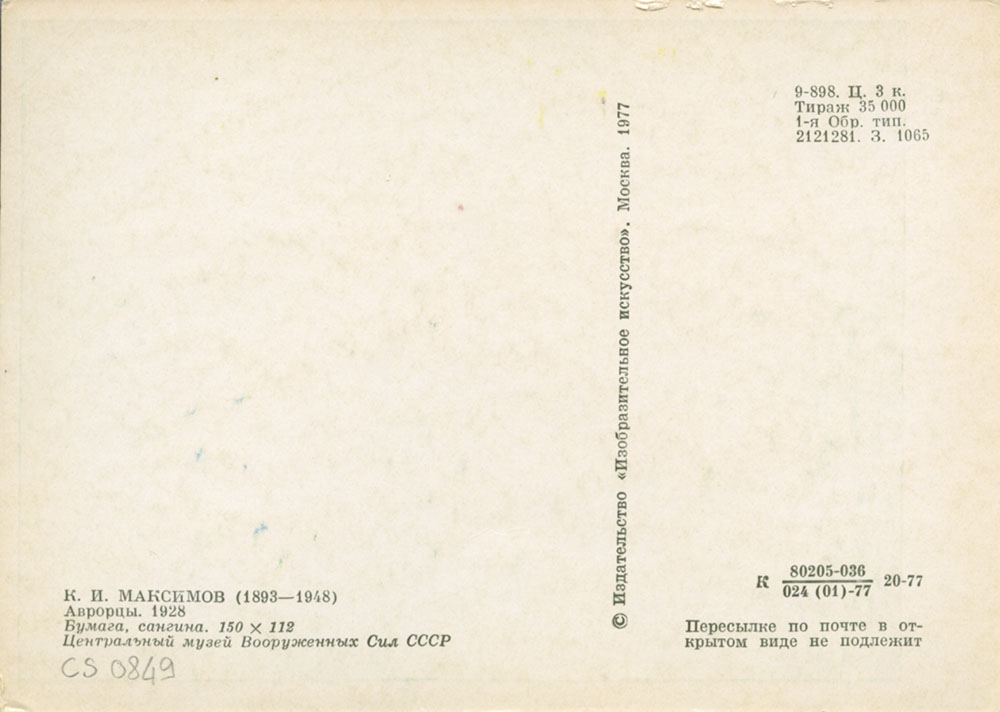 9-898. Ц. 3 к.
Тираж 35 000
1-я Обр. тип.
2121281. З. 1065
© Издательство «Изобразительное искусство». Москва. 1977
К 80205-036 20-77
024 (01)-77
Пересылке по почте в от-
крытом виде не подлежит
К. И. МАКСИМОВ (1893—1948)
Аврорцы. 1928
Бумага, сангина. 150 × 112
Центральный музей Вооруженных Сил СССР
CS 0849